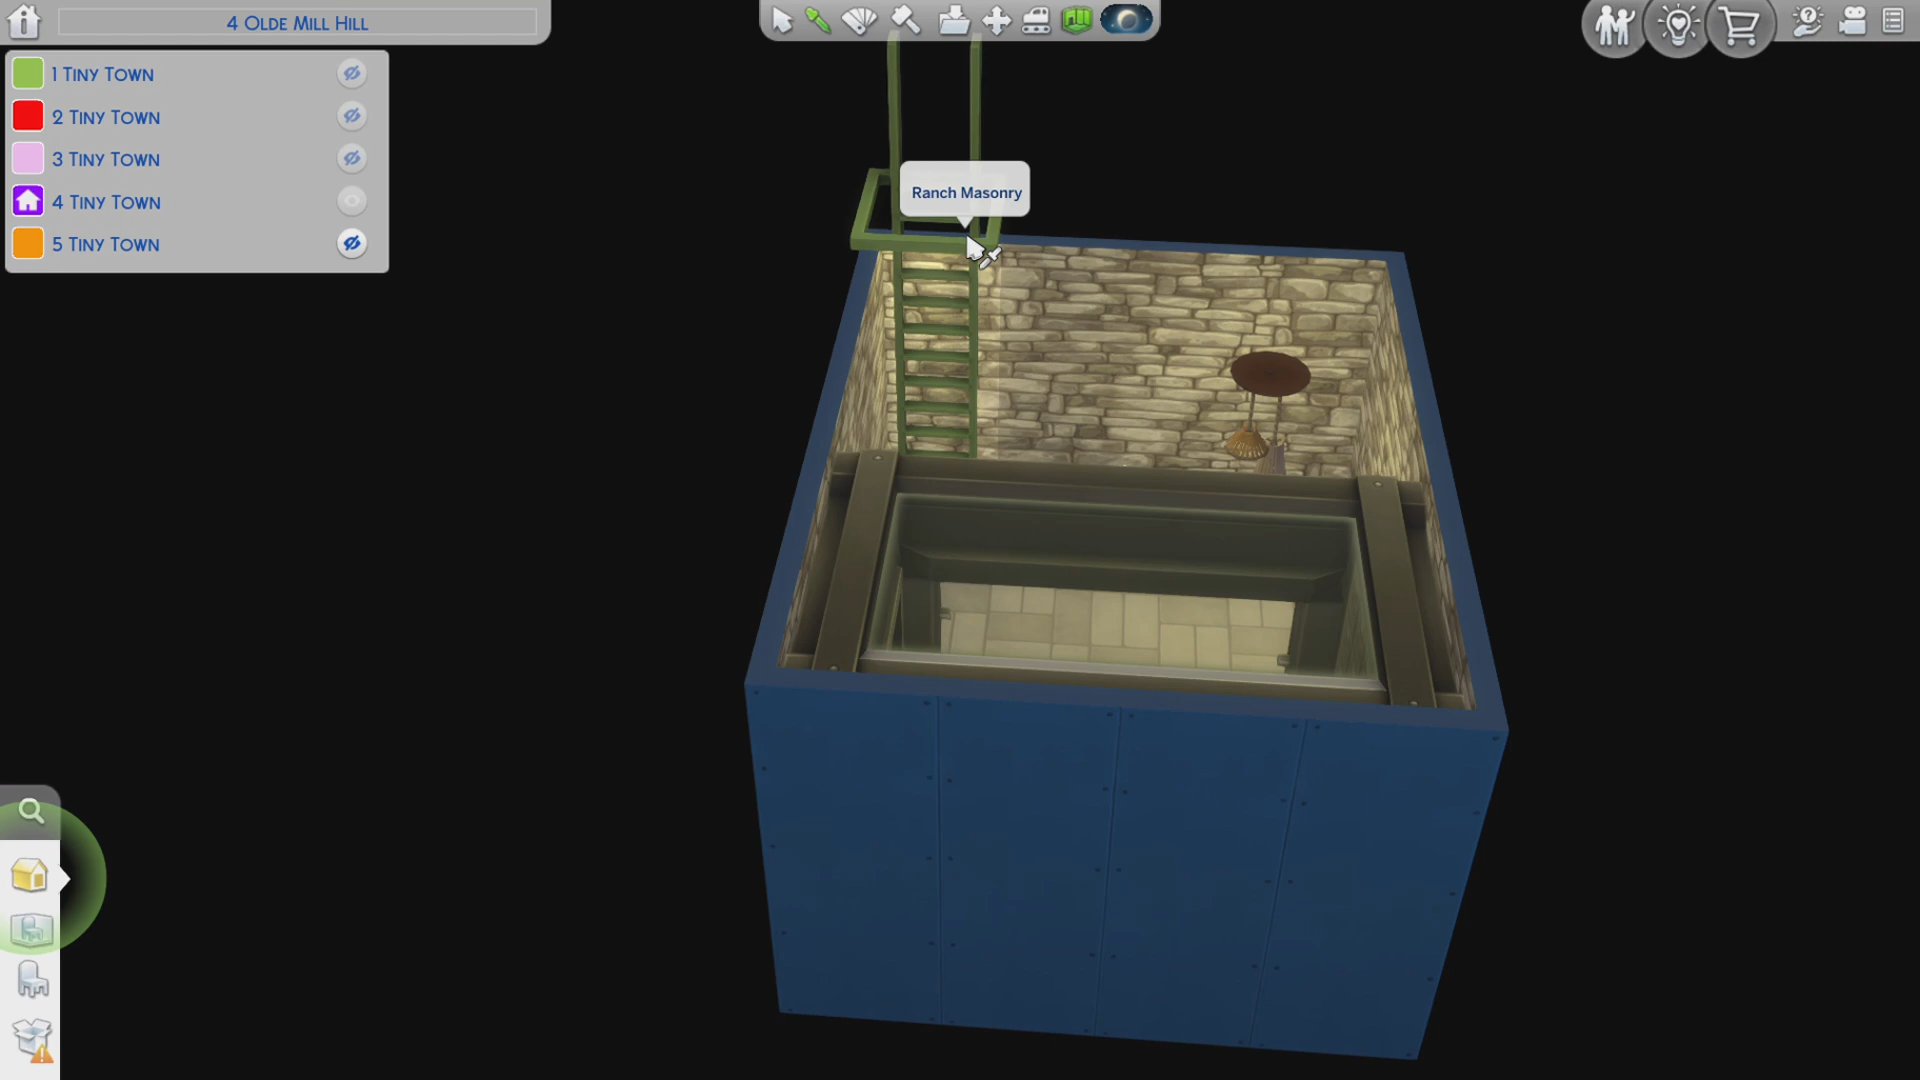 4 Olde Mill Hill
1 Tiny Town
2 Tiny Town
3 Tiny Town
4 Tiny Town
5 Tiny Town
Ranch Masonry